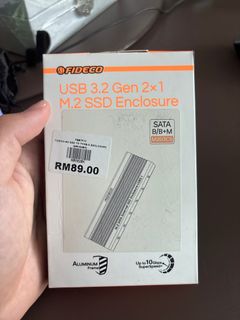 FIDECO
USB 3.2 Gen 2×1
M.2 SSD Enclosure
SATA
B/B+M
RM89.00
ALUMINUM
Frame
Up to 10Gbps
SuperSpeed+